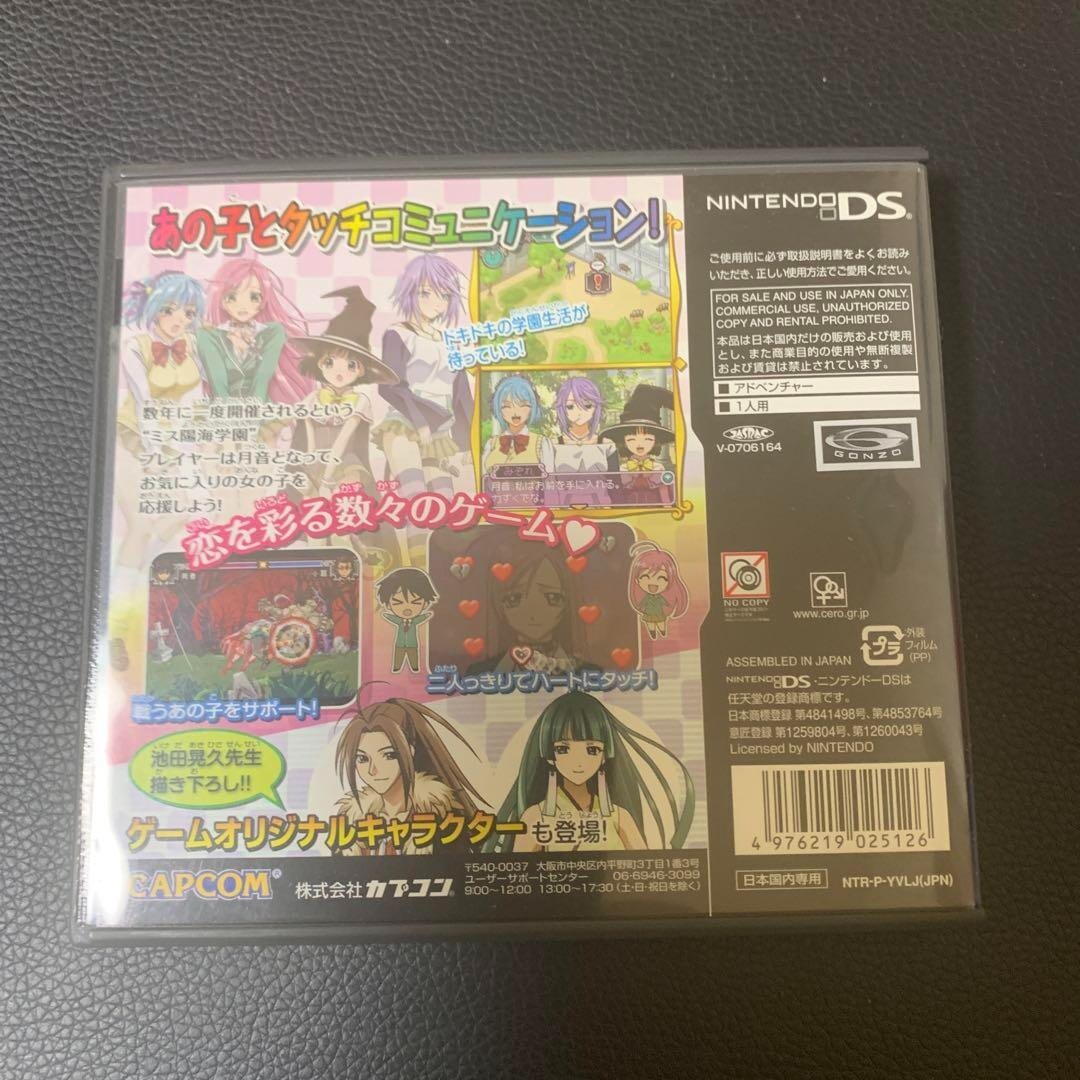 あの子とタッチコミュニケーション!
ドキドキの学園生活が
待っている!
数年に一度開催されるという
“ミス陽海学園”。
プレイヤーは月音となって、
お気に入りの女の子を
応援しよう!
みぞれ
月音、私はお前を手に入れる。
力ずくでな。
恋を彩る数々のゲーム♡
戦うあの子をサポート!
二人っきりでハートにタッチ!
池田晃久先生
描き下ろし!!
ゲームオリジナルキャラクターも登場!
CAPCOM®
株式会社カプコン
〒540-0037 大阪市中央区内平野町3丁目1番3号
ユーザーサポートセンター 06-6946-3099
9:00~12:00 13:00~17:30 (土・日・祝日を除く)
NINTENDO DS®
ご使用前に必ず取扱説明書をよくお読み
いただき、正しい使用方法でご愛用ください。
FOR SALE AND USE IN JAPAN ONLY.
COMMERCIAL USE, UNAUTHORIZED
COPY AND RENTAL PROHIBITED.
本品は日本国内だけの販売および使用
とし、また商業目的の使用や無断複製
および賃貸は禁止されています。
■ アドベンチャー
■ 1人用
JASRAC
V-0706164
GONZO
NO COPY
www.cero.gr.jp
プラ
外装
フィルム
(PP)
ASSEMBLED IN JAPAN
NINTENDO DS・ニンテンドーDSは
任天堂の登録商標です。
日本商標登録 第4841498号、第4853764号
意匠登録 第1259804号、第1260043号
Licensed by NINTENDO
4 976219 025126
日本国内専用
NTR-P-YVLJ(JPN)